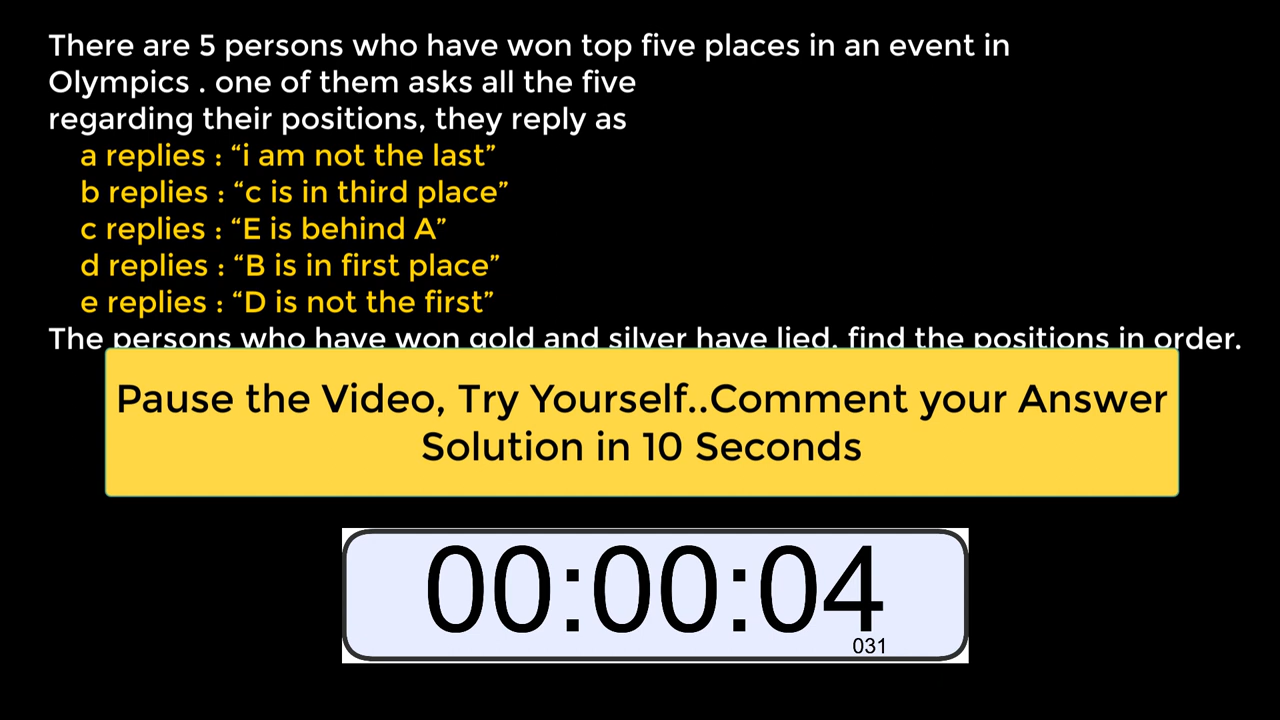 There are 5 persons who have won top five places in an event in
Olympics . one of them asks all the five
regarding their positions, they reply as
a replies : “i am not the last”
b replies : “c is in third place”
c replies : “E is behind A”
d replies : “B is in first place”
e replies : “D is not the first”
The persons who have won gold and silver have lied. find the positions in order.
Pause the Video, Try Yourself..Comment your Answer
Solution in 10 Seconds
00:00:04
031